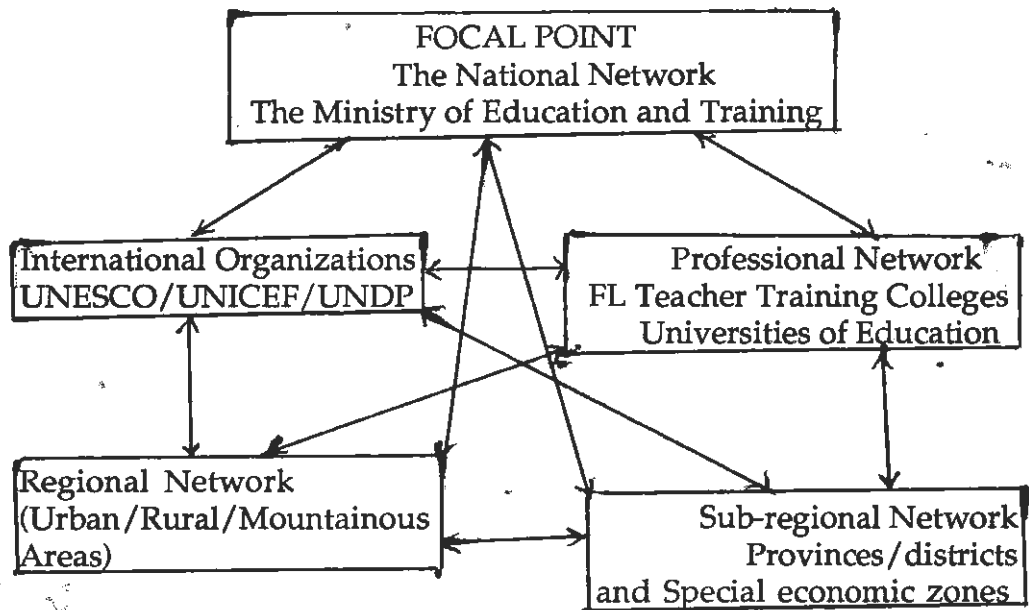 FOCAL POINT
The National Network
The Ministry of Education and Training
International Organizations
UNESCO/UNICEF/UNDP
Professional Network
FL Teacher Training Colleges
Universities of Education
Regional Network
(Urban/Rural/Mountainous
Areas)
Sub-regional Network
Provinces/districts
and Special economic zones